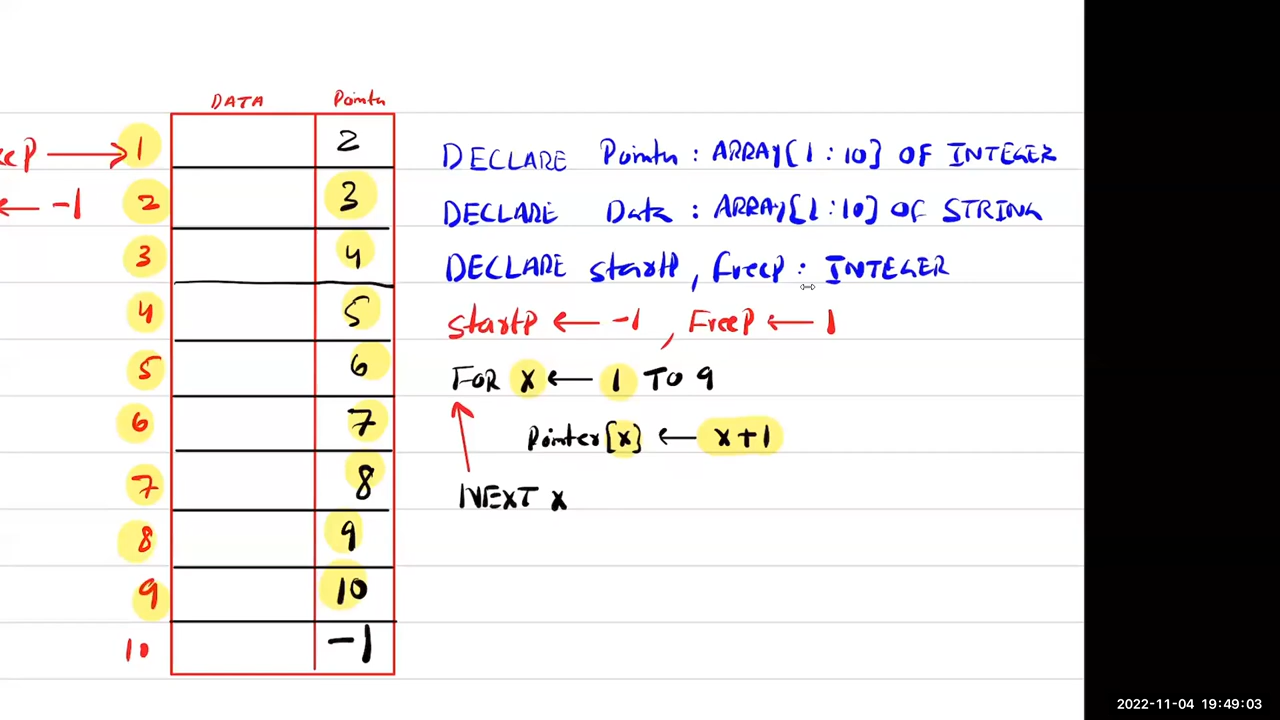 DATA Pointer
eeP → 1 2
← -1 2 3
3 4
4 5
5 6
6 7
7 8
8 9
9 10
10 -1
DECLARE Pointer : ARRAY[1:10] OF INTEGER
DECLARE Data : ARRAY[1:10] OF STRING
DECLARE startP, FreeP : INTEGER
startP ← -1, FreeP ← 1
FOR x ← 1 TO 9
Pointer[x] ← x+1
NEXT x
2022-11-04 19:49:03